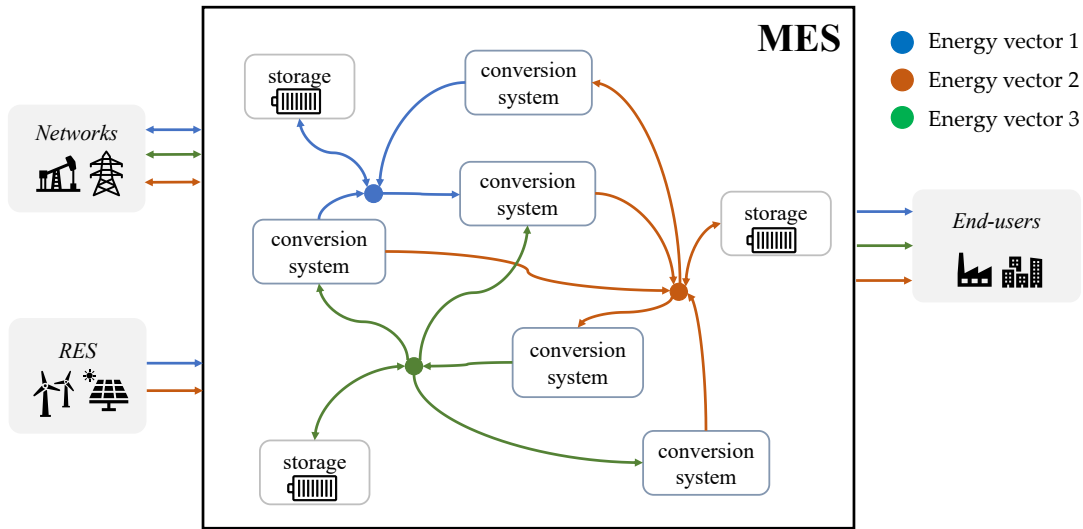 MES
Energy vector 1
Energy vector 2
Energy vector 3
storage
conversion
system
Networks
conversion
system
storage
End-users
conversion
system
RES
conversion
system
storage
conversion
system